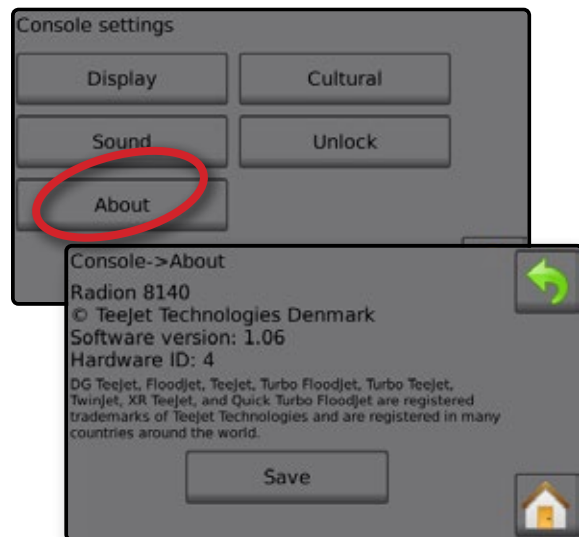 Console settings
Display
Cultural
Sound
Unlock
About
Console->About
Radion 8140
© TeeJet Technologies Denmark
Software version: 1.06
Hardware ID: 4
DG TeeJet, FloodJet, TeeJet, Turbo FloodJet, Turbo TeeJet,
TwinJet, XR TeeJet, and Quick Turbo FloodJet are registered
trademarks of TeeJet Technologies and are registered in many
countries around the world.
Save